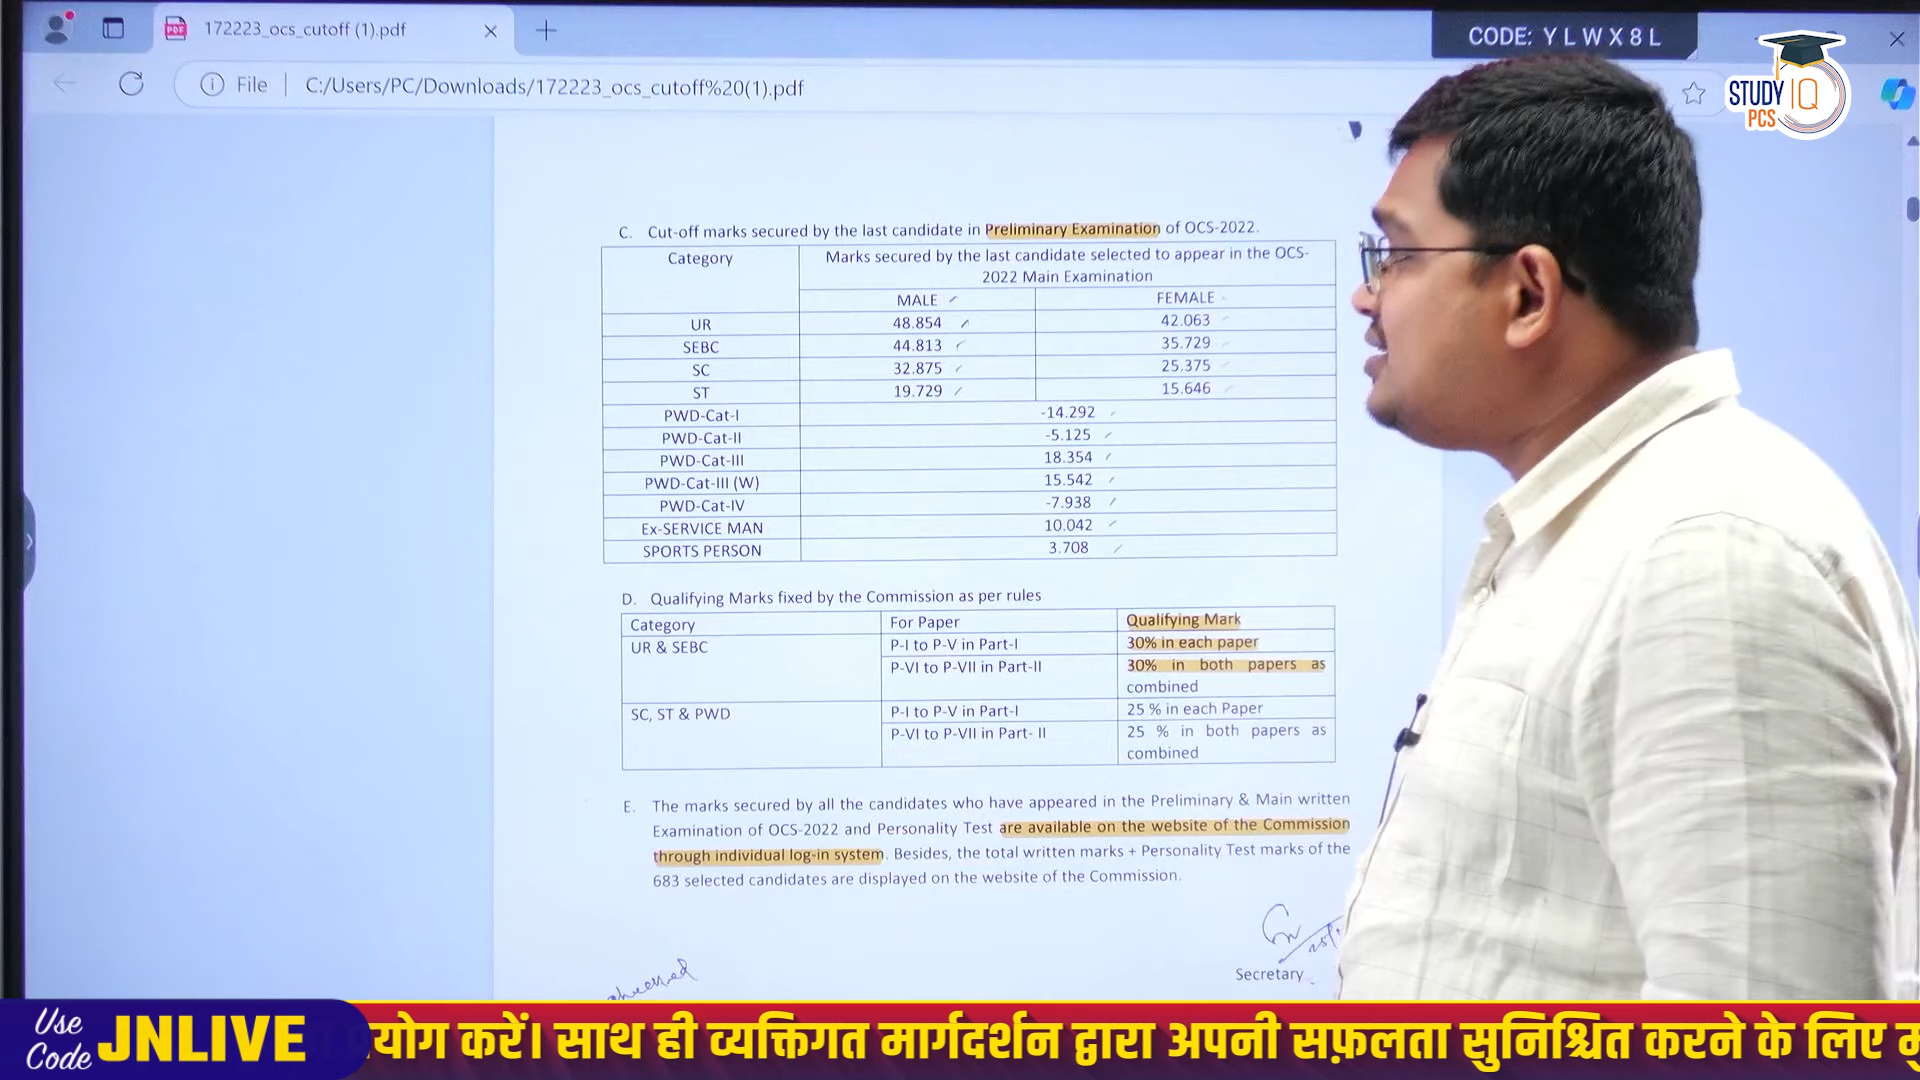 172223_ocs_cutoff (1).pdf
CODE: Y L W X 8 L
File
C:/Users/PC/Downloads/172223_ocs_cutoff%20(1).pdf
STUDY IQ
PCS
C. Cut-off marks secured by the last candidate in Preliminary Examination of OCS-2022.
Category
Marks secured by the last candidate selected to appear in the OCS-
2022 Main Examination
MALE FEMALE
UR 48.854 42.063
SEBC 44.813 35.729
SC 32.875 25.375
ST 19.729 15.646
PWD-Cat-I -14.292
PWD-Cat-II -5.125
PWD-Cat-III 18.354
PWD-Cat-III (W) 15.542
PWD-Cat-IV -7.938
Ex-SERVICE MAN 10.042
SPORTS PERSON 3.708
D. Qualifying Marks fixed by the Commission as per rules
Category For Paper Qualifying Mark
UR & SEBC P-I to P-V in Part-I 30% in each paper
P-VI to P-VII in Part-II 30% in both papers as
combined
SC, ST & PWD P-I to P-V in Part-I 25 % in each Paper
P-VI to P-VII in Part- II 25 % in both papers as
combined
E. The marks secured by all the candidates who have appeared in the Preliminary & Main written
Examination of OCS-2022 and Personality Test are available on the website of the Commission
through individual log-in system. Besides, the total written marks + Personality Test marks of the
683 selected candidates are displayed on the website of the Commission.
Secretary
Use
Code JNLIVE
करें। साथ ही व्यक्तिगत मार्गदर्शन द्वारा अपनी सफ़लता सुनिश्चित करने के लिए